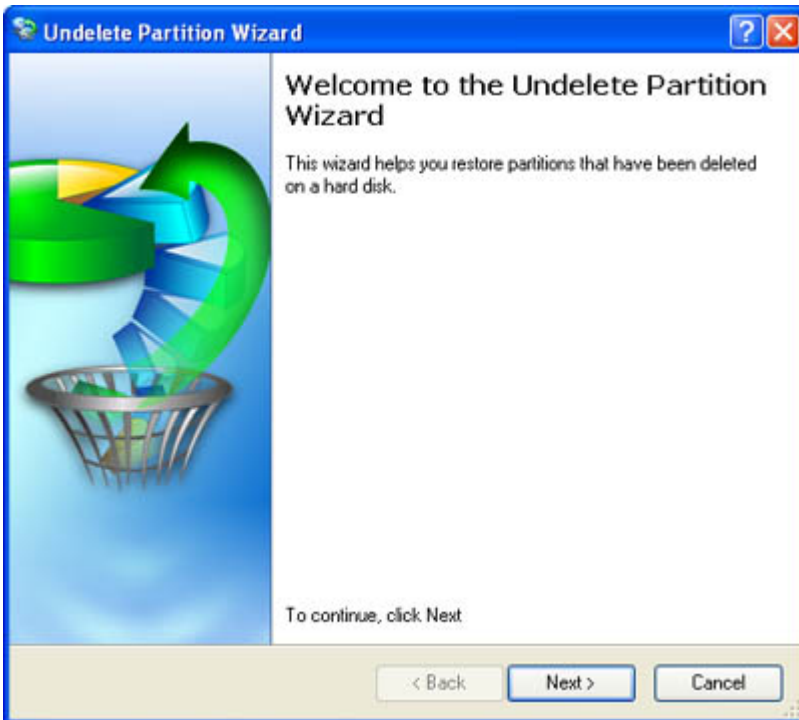 Undelete Partition Wizard
Welcome to the Undelete Partition
Wizard
This wizard helps you restore partitions that have been deleted
on a hard disk.
To continue, click Next
< Back Next > Cancel